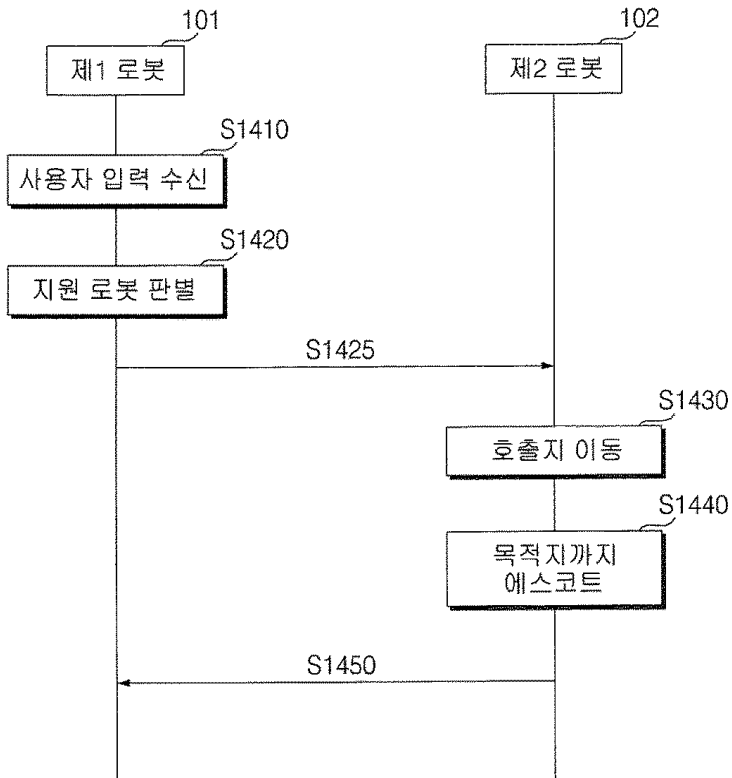 101
102
제1 로봇
제2 로봇
S1410
사용자 입력 수신
S1420
지원 로봇 판별
S1425
S1430
호출지 이동
S1440
목적지까지
에스코트
S1450